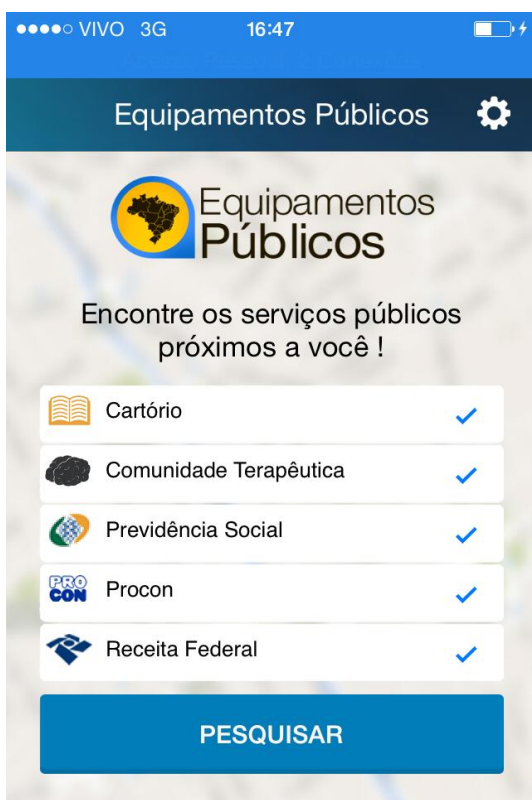 VIVO 3G 16:47
Equipamentos Públicos
Equipamentos
Públicos
Encontre os serviços públicos
próximos a você !
Cartório
Comunidade Terapêutica
Previdência Social
PRO
CON
Procon
Receita Federal
PESQUISAR